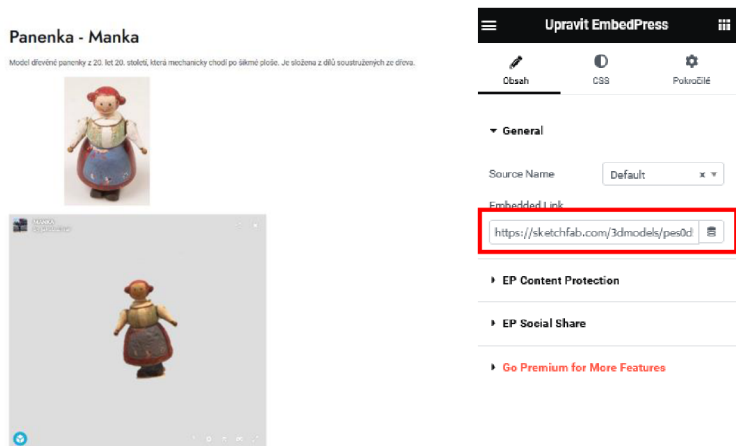 Panenka - Manka
Model dřevěné panenky z 20. let 20. století, která mechanicky chodí po šikmé ploše. Je složena z dílů soustružených ze dřeva.
Upravit EmbedPress
Obsah
CSS
Pokročilé
General
Source Name
Default
Embedded Link
https://sketchfab.com/3dmodels/pes0d
EP Content Protection
EP Social Share
Go Premium for More Features